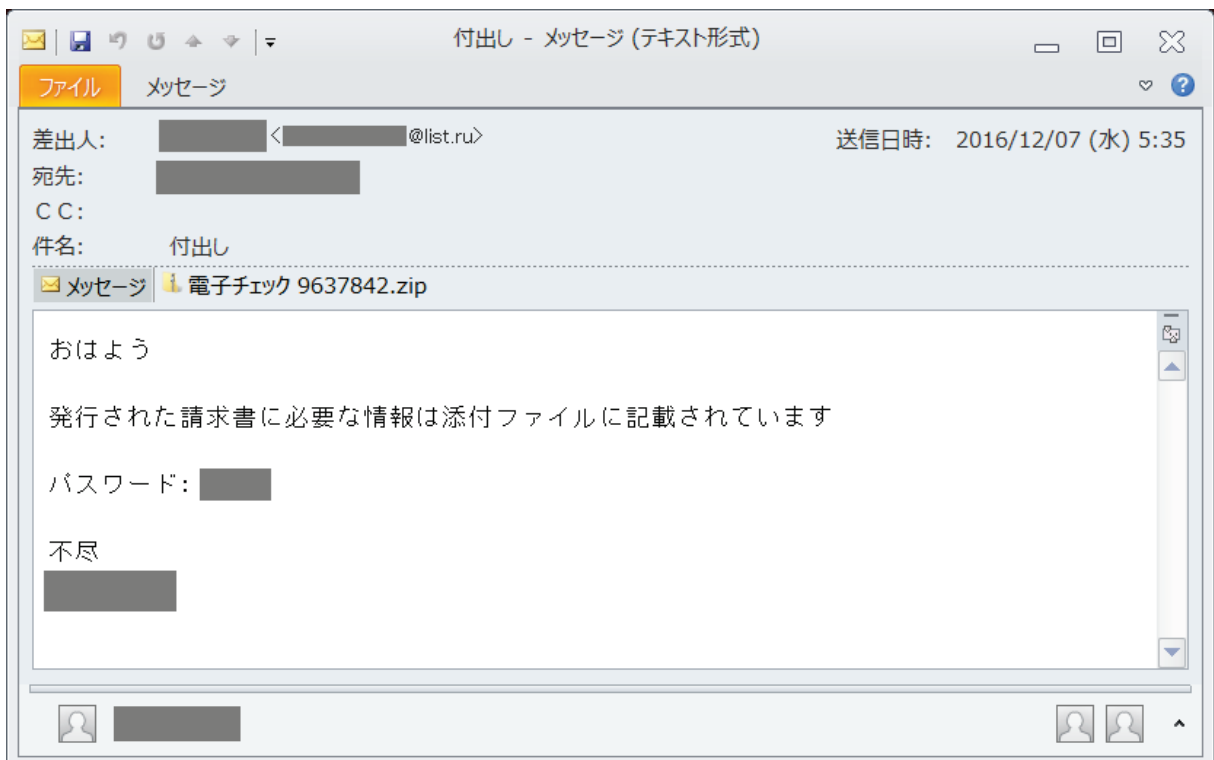 付出し - メッセージ (テキスト形式)
ファイル メッセージ
差出人: < @list.ru> 送信日時: 2016/12/07 (水) 5:35
宛先:
ＣＣ:
件名: 付出し
メッセージ 電子チェック 9637842.zip
おはよう
発行された請求書に必要な情報は添付ファイルに記載されています
パスワード:
不尽